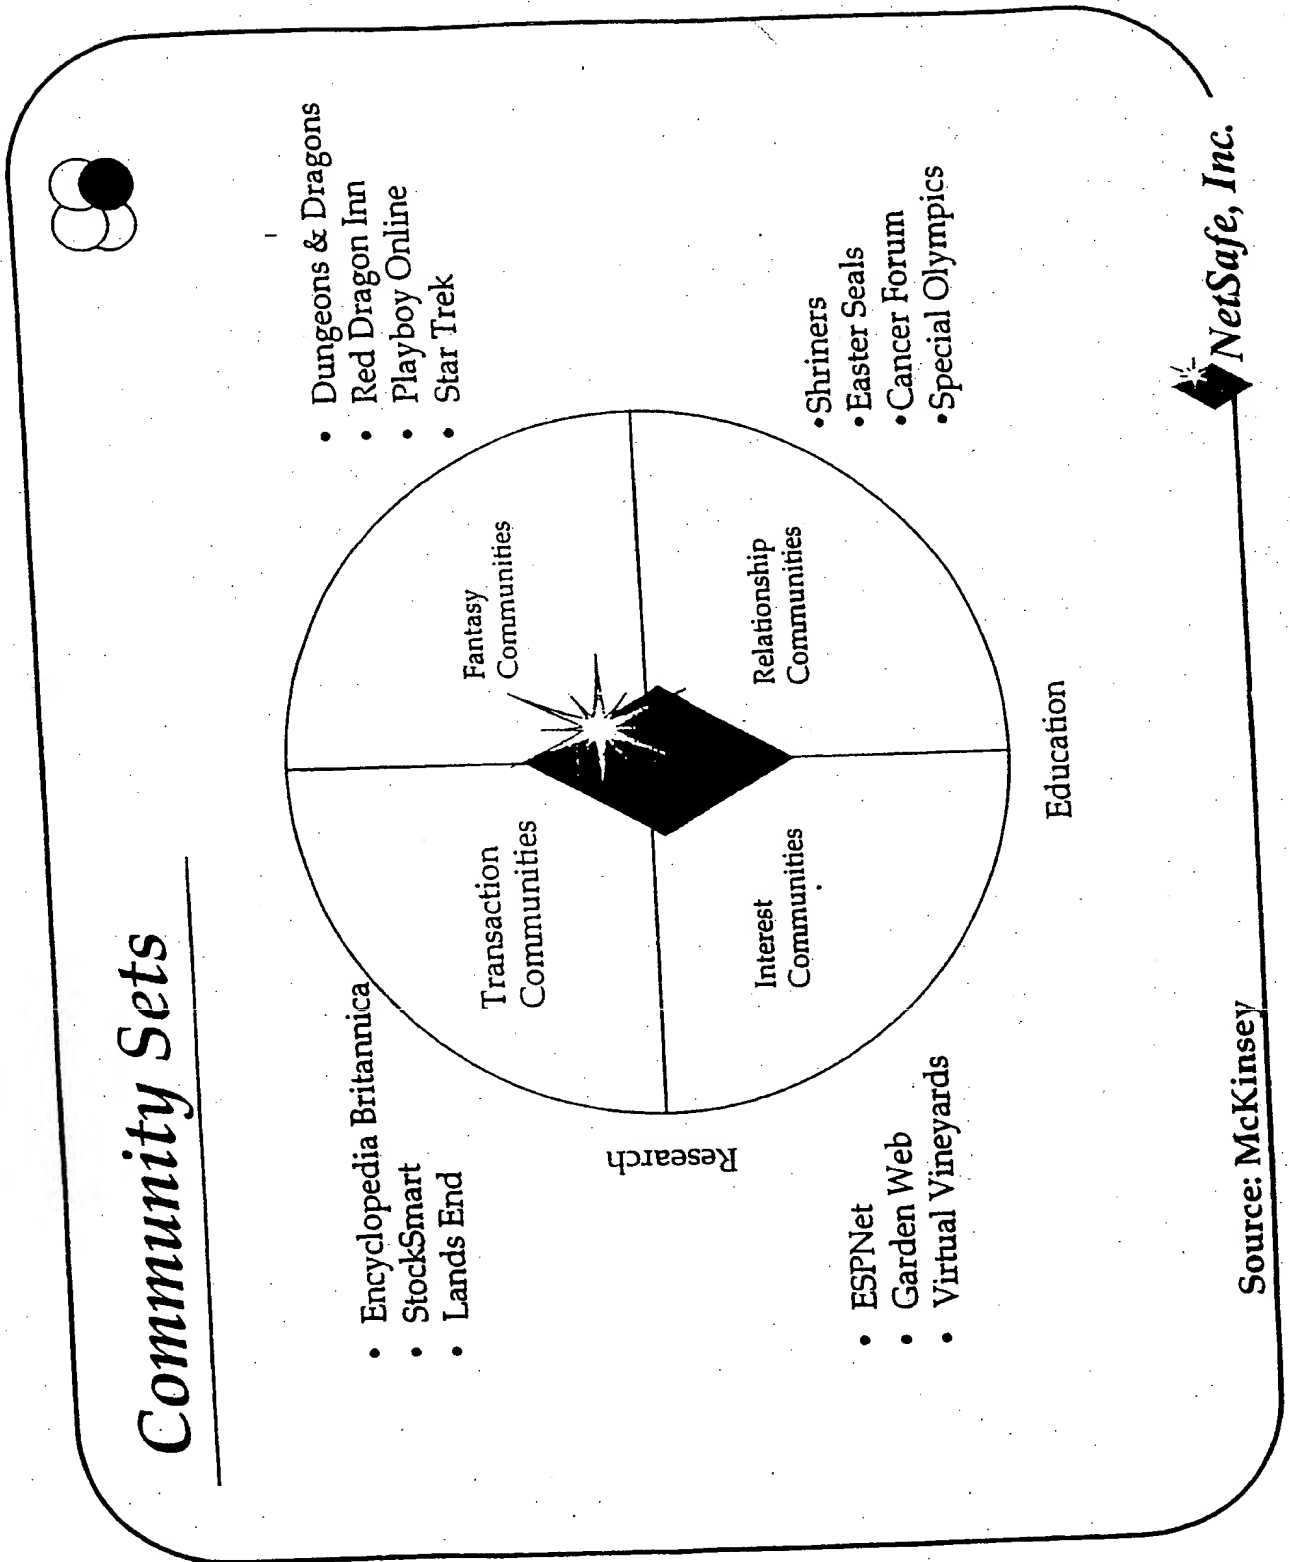 Community Sets
• Encyclopedia Britannica
• StockSmart
• Lands End
• Dungeons & Dragons
• Red Dragon Inn
• Playboy Online
• Star Trek
Transaction
Communities
Fantasy
Communities
Research
Interest
Communities
Relationship
Communities
• ESPNet
• Garden Web
• Virtual Vineyards
•Shriners
•Easter Seals
•Cancer Forum
•Special Olympics
Education
Source: McKinsey
NetSafe, Inc.